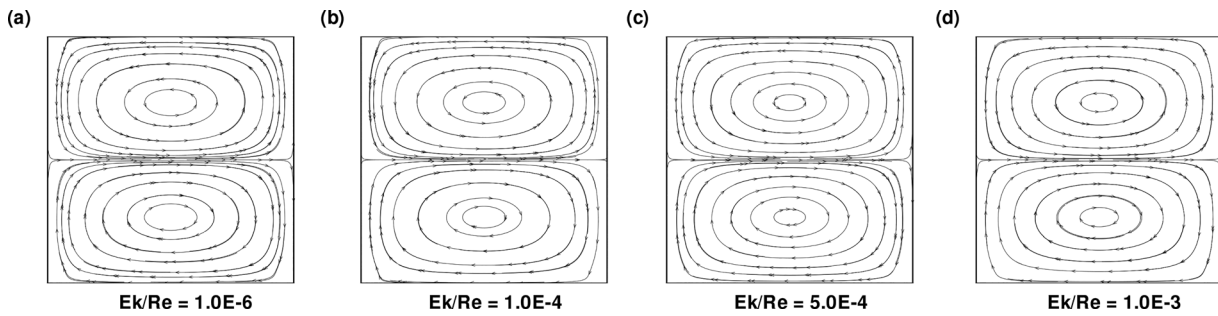 (a)
(b)
(c)
(d)
Ek/Re = 1.0E-6
Ek/Re = 1.0E-4
Ek/Re = 5.0E-4
Ek/Re = 1.0E-3